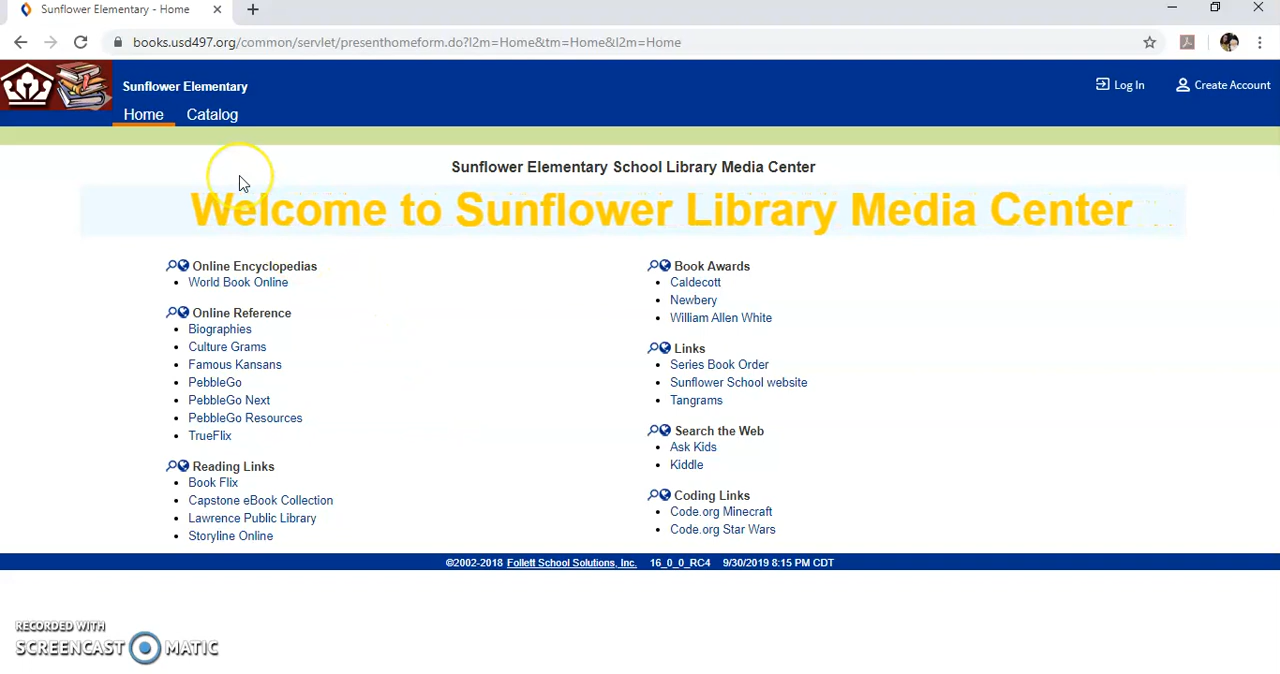 Sunflower Elementary - Home
books.usd497.org/common/servlet/presenthomeform.do?l2m=Home&tm=Home&l2m=Home
Sunflower Elementary
Log In
Create Account
Home
Catalog
Sunflower Elementary School Library Media Center
Welcome to Sunflower Library Media Center
Online Encyclopedias
World Book Online
Online Reference
Biographies
Culture Grams
Famous Kansans
PebbleGo
PebbleGo Next
PebbleGo Resources
TrueFlix
Reading Links
Book Flix
Capstone eBook Collection
Lawrence Public Library
Storyline Online
Book Awards
Caldecott
Newbery
William Allen White
Links
Series Book Order
Sunflower School website
Tangrams
Search the Web
Ask Kids
Kiddle
Coding Links
Code.org Minecraft
Code.org Star Wars
©2002-2018 Follett School Solutions, Inc. 16_0_0_RC4 9/30/2019 8:15 PM CDT
RECORDED WITH
SCREENCAST MATIC